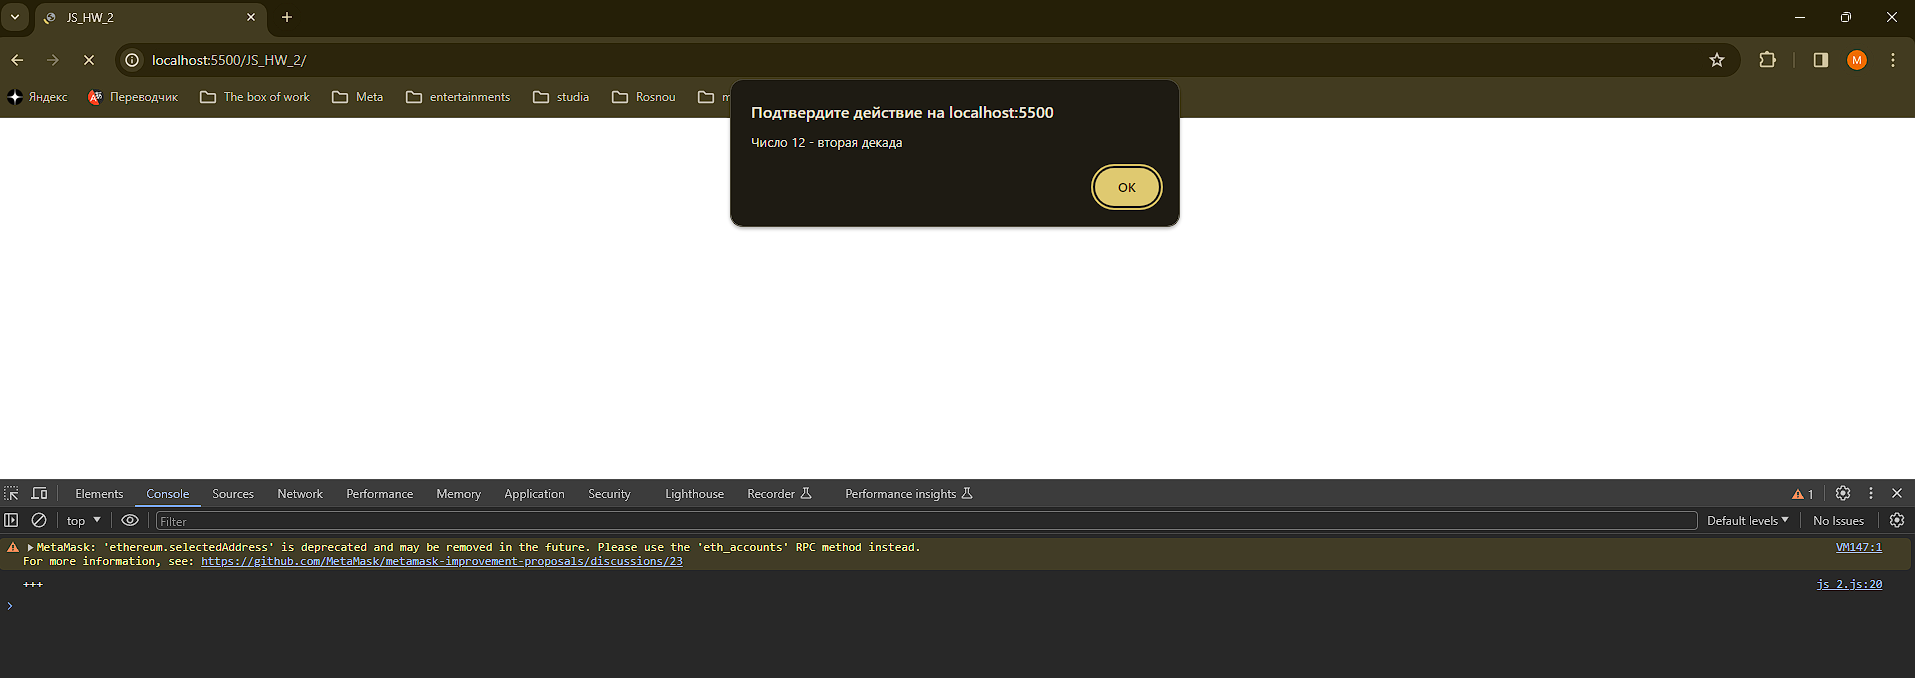 JS_HW_2
localhost:5500/JS_HW_2/
Яндекс Переводчик The box of work Meta entertainments studia Rosnou
Подтвердите действие на localhost:5500
Число 12 - вторая декада
ОК
Elements Console Sources Network Performance Memory Application Security Lighthouse Recorder Performance insights 1
top Filter Default levels No Issues
MetaMask: 'ethereum.selectedAddress' is deprecated and may be removed in the future. Please use the 'eth_accounts' RPC method instead. VM147:1
For more information, see: https://github.com/MetaMask/metamask-improvement-proposals/discussions/23
+++ js_2.js:20